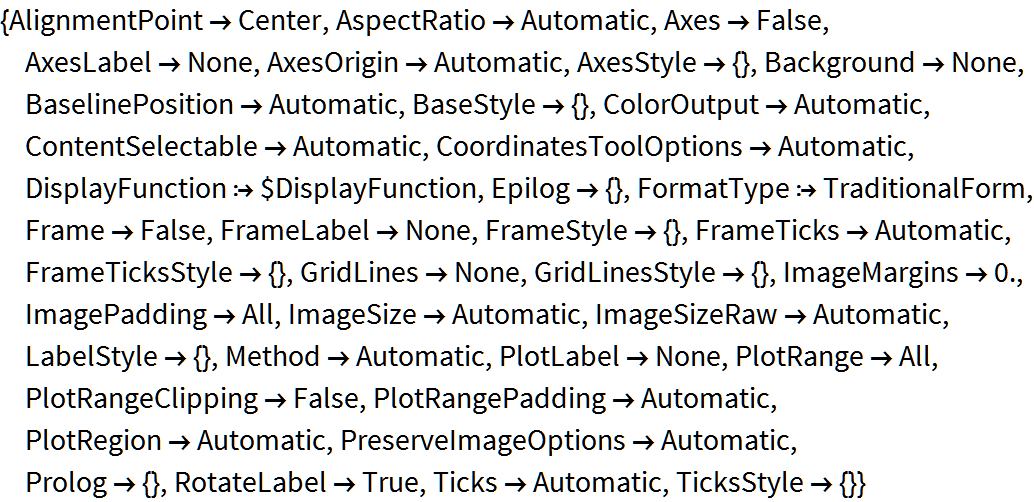 {AlignmentPoint → Center, AspectRatio → Automatic, Axes → False,
AxesLabel → None, AxesOrigin → Automatic, AxesStyle → {}, Background → None,
BaselinePosition → Automatic, BaseStyle → {}, ColorOutput → Automatic,
ContentSelectable → Automatic, CoordinatesToolOptions → Automatic,
DisplayFunction :→ $DisplayFunction, Epilog → {}, FormatType :→ TraditionalForm,
Frame → False, FrameLabel → None, FrameStyle → {}, FrameTicks → Automatic,
FrameTicksStyle → {}, GridLines → None, GridLinesStyle → {}, ImageMargins → 0.,
ImagePadding → All, ImageSize → Automatic, ImageSizeRaw → Automatic,
LabelStyle → {}, Method → Automatic, PlotLabel → None, PlotRange → All,
PlotRangeClipping → False, PlotRangePadding → Automatic,
PlotRegion → Automatic, PreserveImageOptions → Automatic,
Prolog → {}, RotateLabel → True, Ticks → Automatic, TicksStyle → {}}